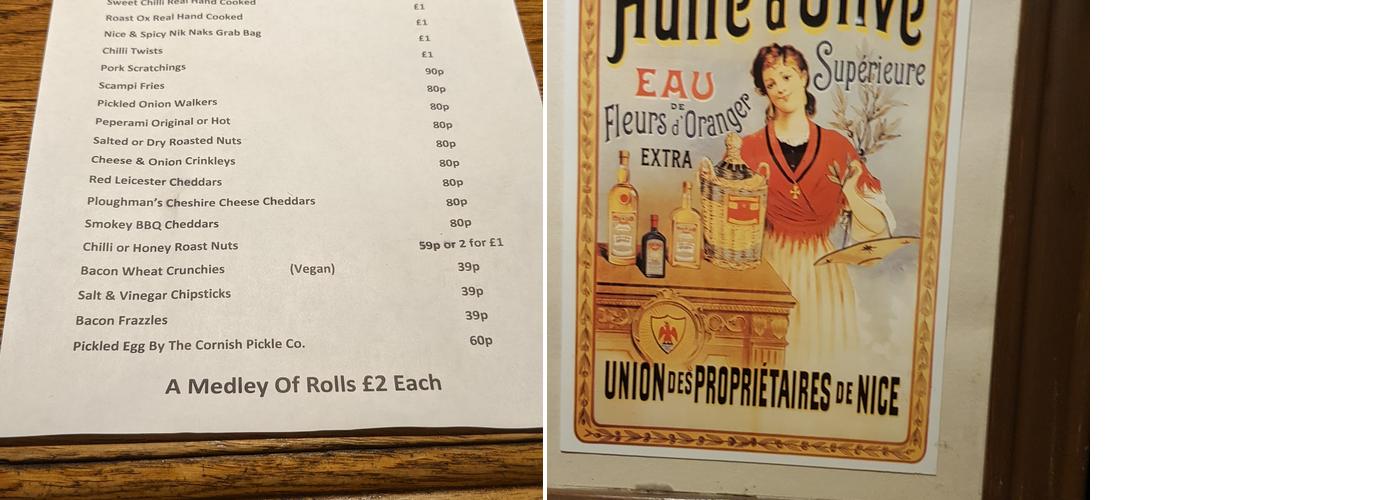 Sweet Chilli Real Hand Cooked £1
Roast Ox Real Hand Cooked £1
Nice & Spicy Nik Naks Grab Bag £1
Chilli Twists £1
Pork Scratchings 90p
Scampi Fries 80p
Pickled Onion Walkers 80p
Peperami Original or Hot 80p
Salted or Dry Roasted Nuts 80p
Cheese & Onion Crinkleys 80p
Red Leicester Cheddars 80p
Ploughman's Cheshire Cheese Cheddars 80p
Smokey BBQ Cheddars 80p
Chilli or Honey Roast Nuts 59p or 2 for £1
Bacon Wheat Crunchies (Vegan) 39p
Salt & Vinegar Chipsticks 39p
Bacon Frazzles 39p
Pickled Egg By The Cornish Pickle Co. 60p
A Medley Of Rolls £2 Each
Huile d'Olive
Supérieure
EAU
DE
Fleurs d'Oranger
EXTRA
UNION DES PROPRIÉTAIRES DE NICE